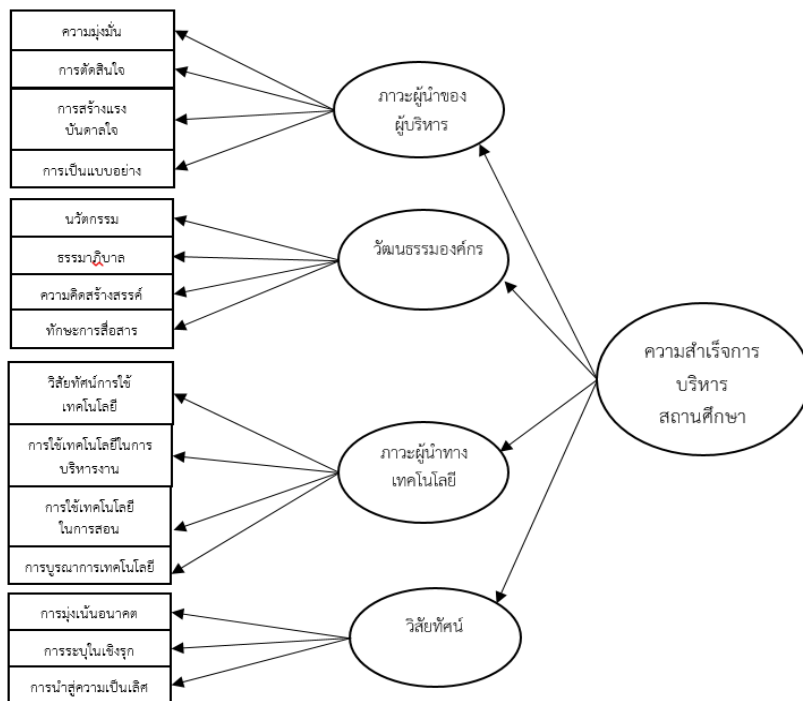 ความมุ่งมั่น
การตัดสินใจ
การสร้างแรง
บันดาลใจ
การเป็นแบบอย่าง
ภาวะผู้นำของ
ผู้บริหาร
นวัตกรรม
ธรรมาภิบาล
ความคิดสร้างสรรค์
ทักษะการสื่อสาร
วัฒนธรรมองค์กร
วิสัยทัศน์การใช้
เทคโนโลยี
การใช้เทคโนโลยีในการ
บริหารงาน
การใช้เทคโนโลยี
ในการสอน
การบูรณาการเทคโนโลยี
ภาวะผู้นำทาง
เทคโนโลยี
การมุ่งเน้นอนาคต
การระบุในเชิงรุก
การนำสู่ความเป็นเลิศ
วิสัยทัศน์
ความสำเร็จการ
บริหาร
สถานศึกษา